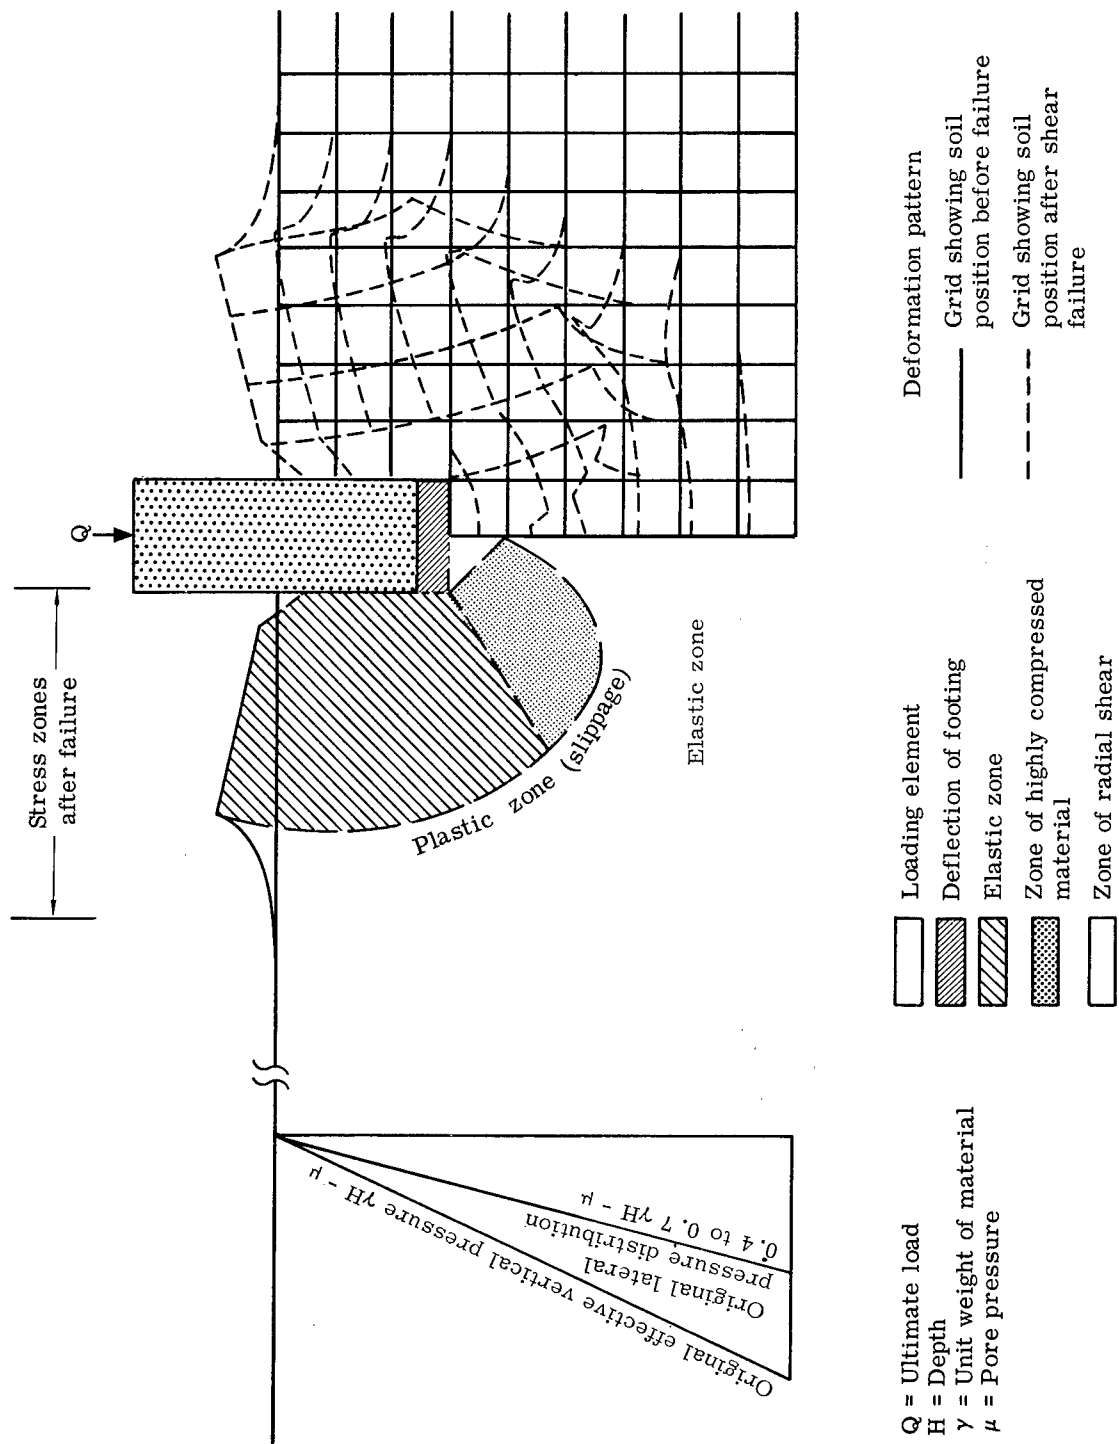 Stress zones
after failure
Q
Plastic zone (slippage)
Elastic zone
Original effective vertical pressure γH - μ
Original lateral
pressure distribution
0.4 to 0.7 γH - μ
Q = Ultimate load
H = Depth
γ = Unit weight of material
μ = Pore pressure
Loading element
Deflection of footing
Elastic zone
Zone of highly compressed
material
Zone of radial shear
Deformation pattern
Grid showing soil
position before failure
Grid showing soil
position after shear
failure